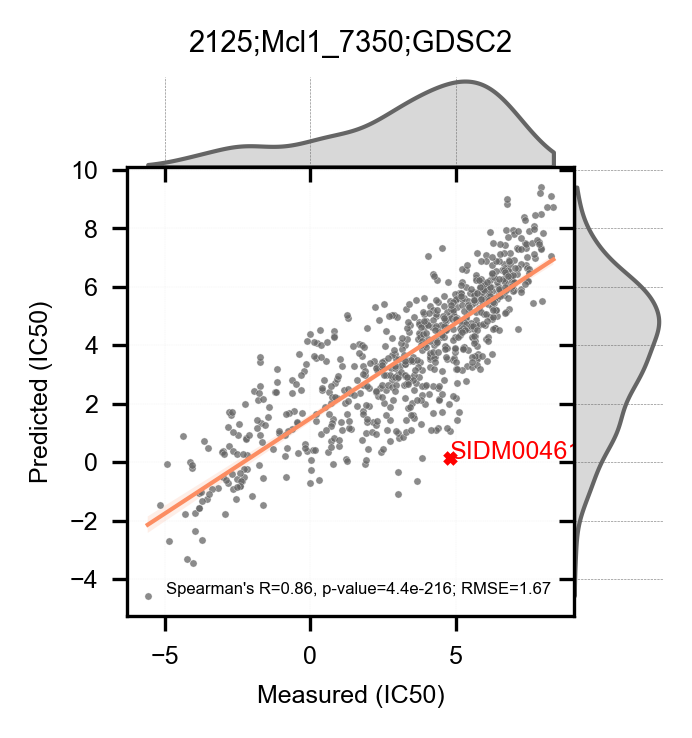 2125;Mcl1_7350;GDSC2
10
8
6
4
2
0
−2
−4
Predicted (IC50)
SIDM00461
Spearman's R=0.86, p-value=4.4e-216; RMSE=1.67
−5
0
5
Measured (IC50)